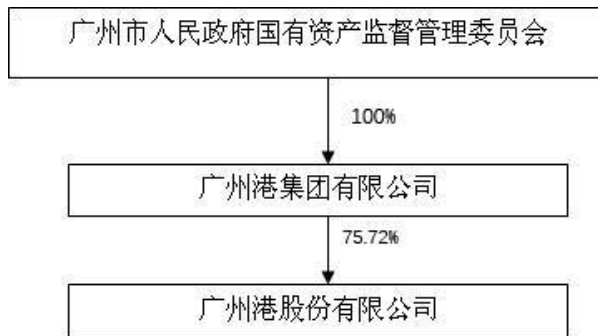 广州市人民政府国有资产监督管理委员会
100%
广州港集团有限公司
75.72%
广州港股份有限公司